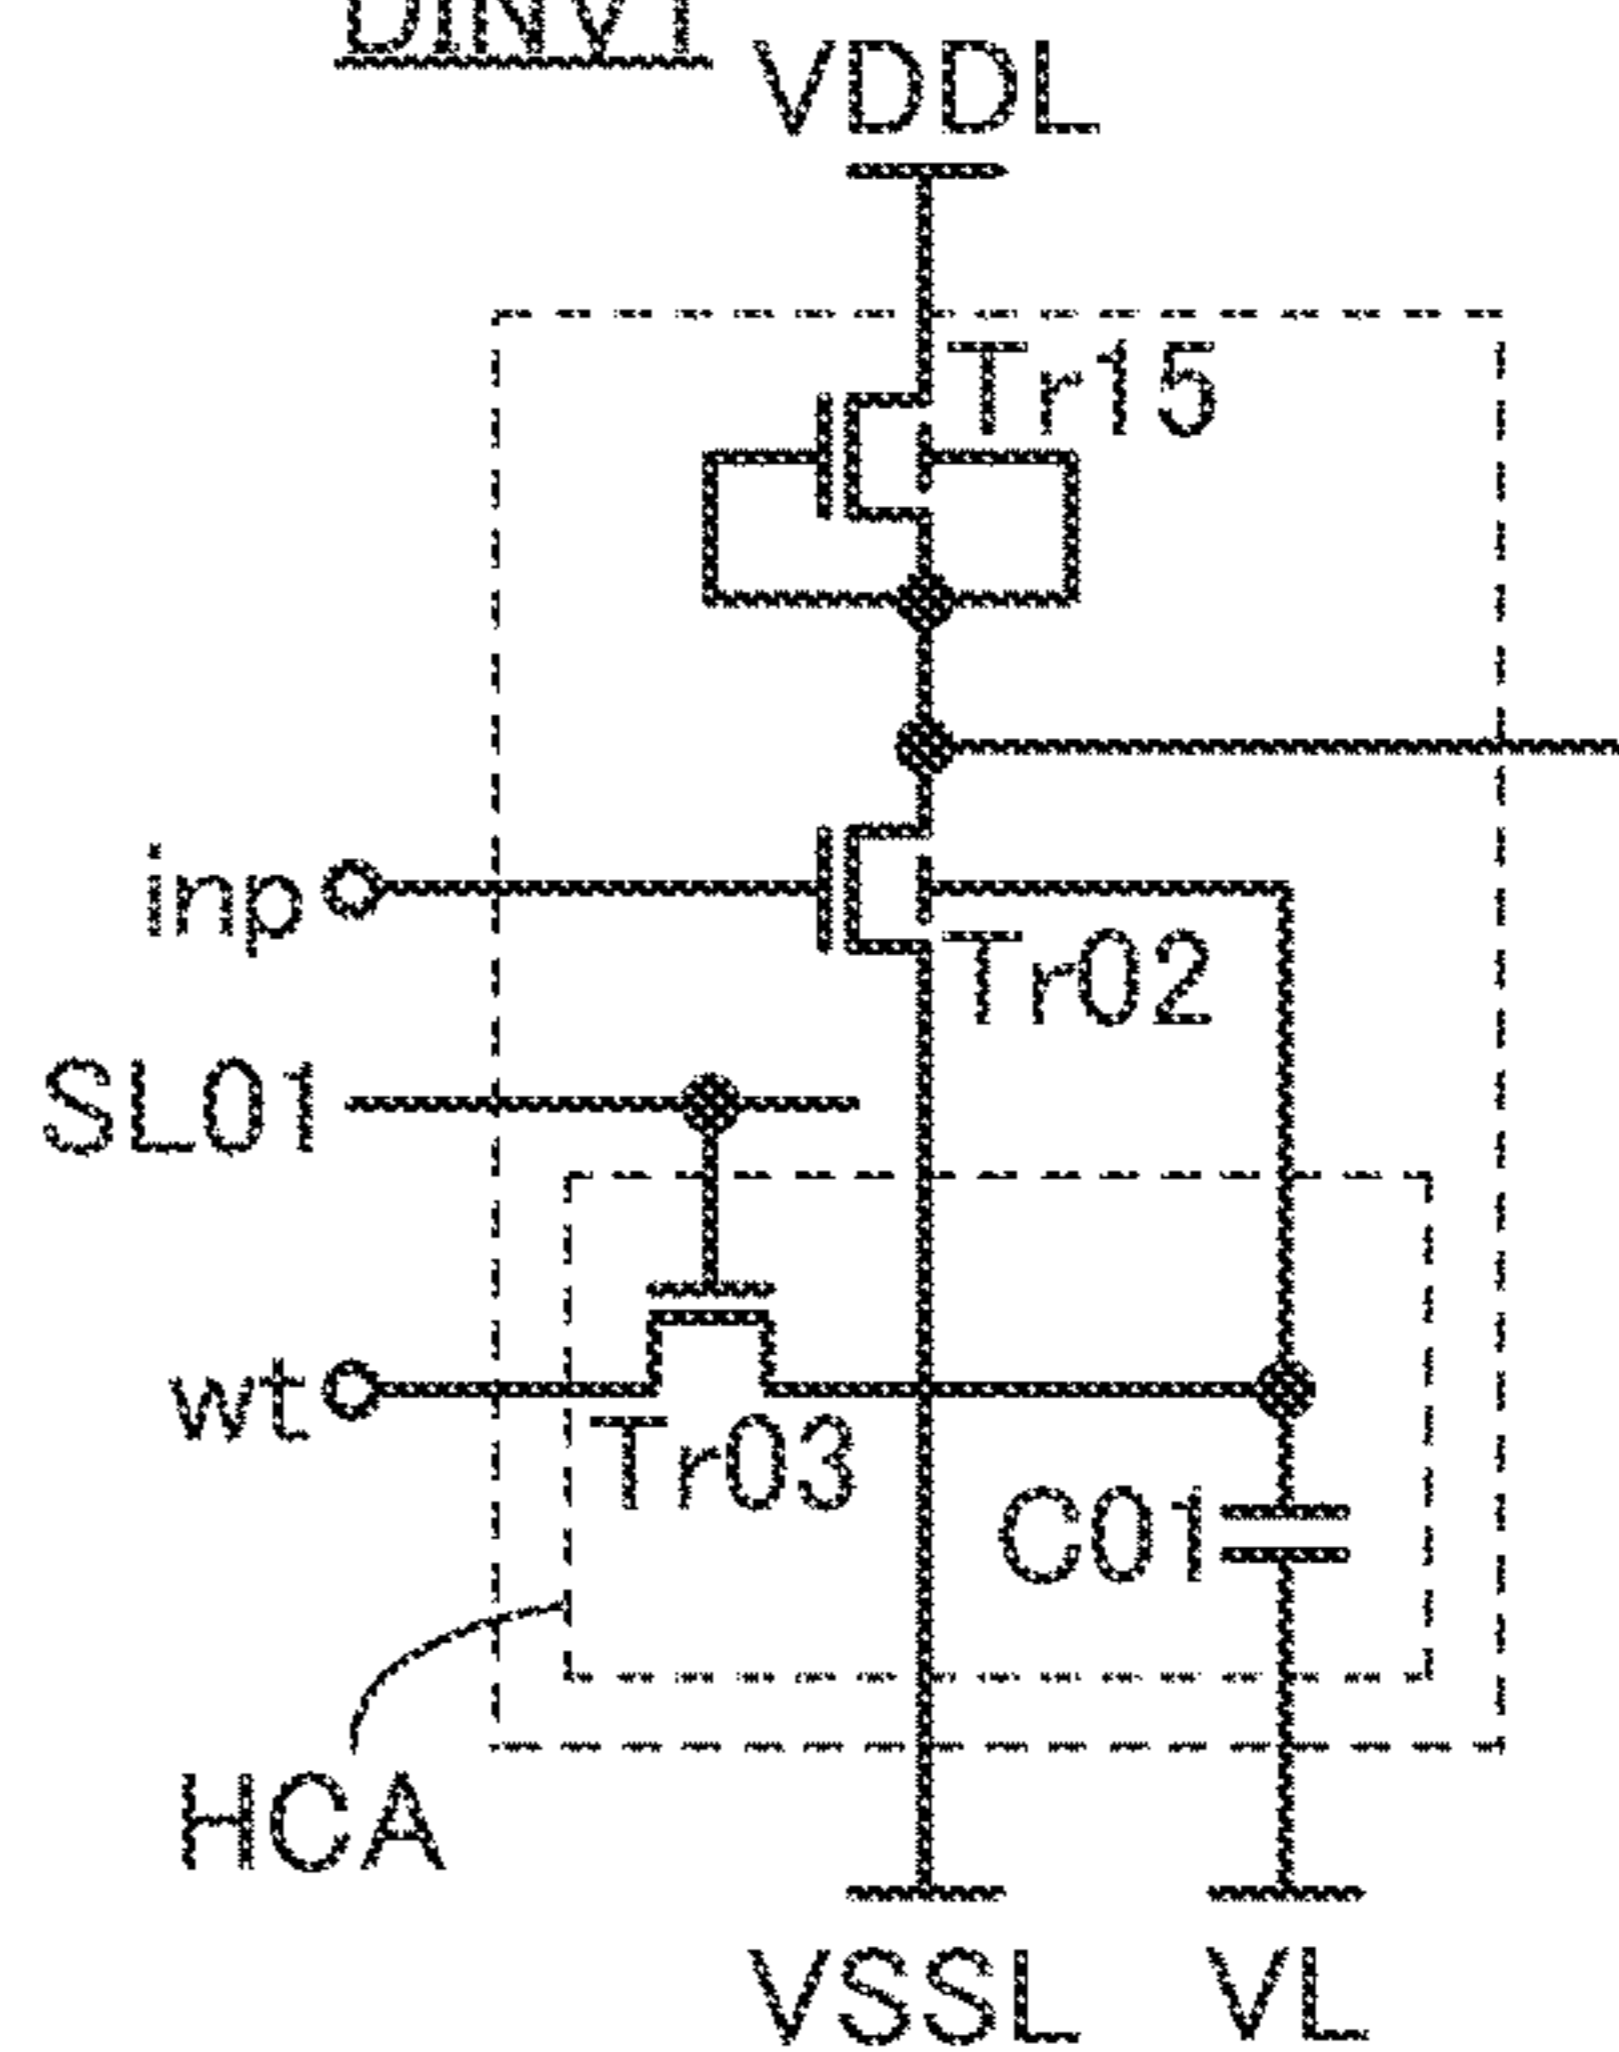 DINV1
VDDL
Tr15
inp
Tr02
SL01
wt
Tr03
C01
HCA
VSSL
VL